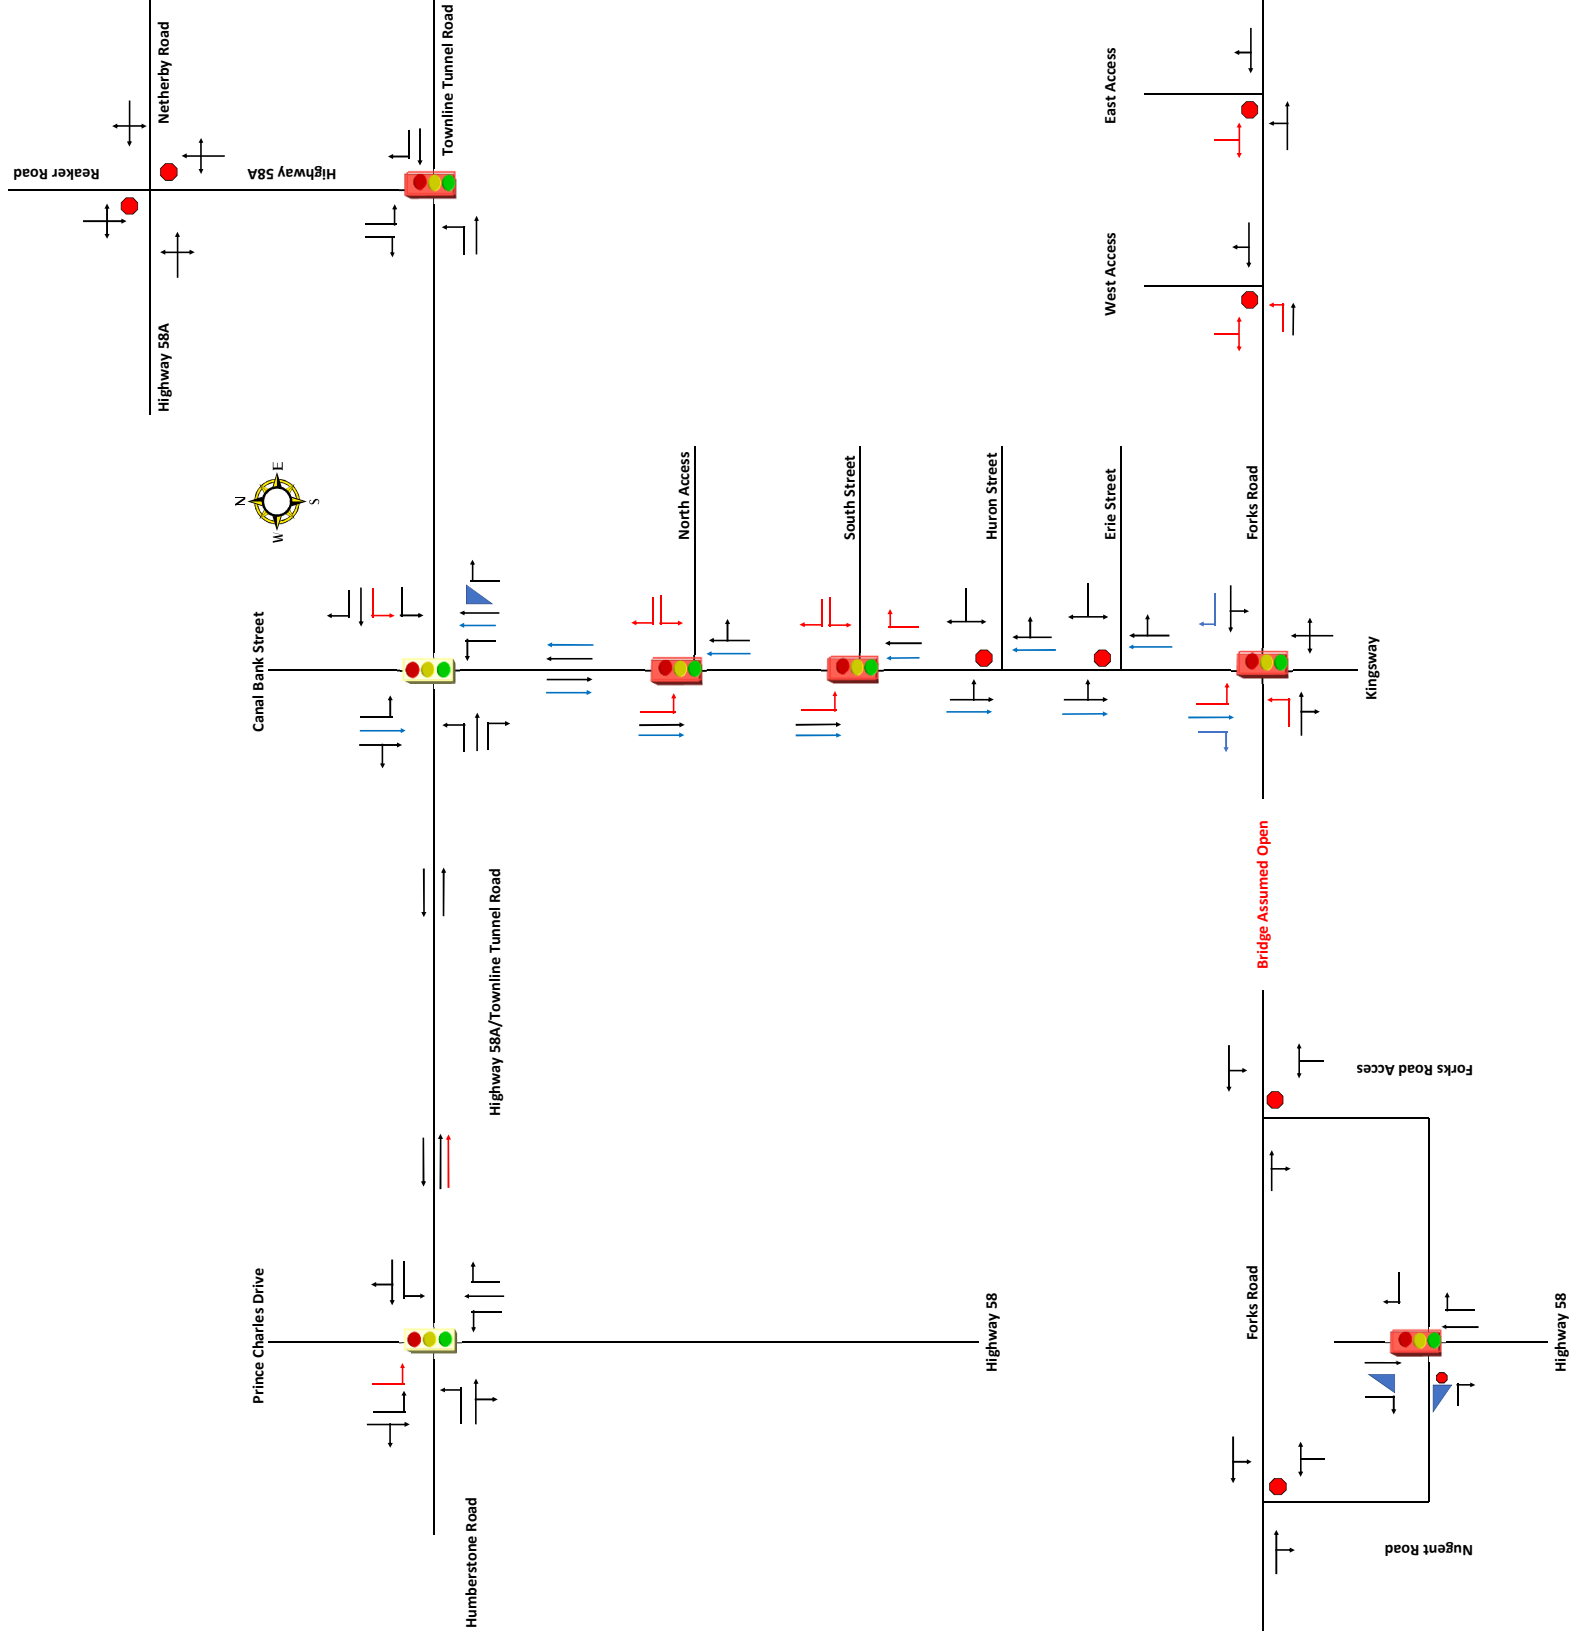 Reaker Road
Netherby Road
Highway 58A
Highway 58A
Townline Tunnel Road
East Access
West Access
N
E
S
W
Canal Bank Street
North Access
South Street
Huron Street
Erie Street
Forks Road
Kingsway
Highway 58A/Townline Tunnel Road
Bridge Assumed Open
Forks Road Acces
Prince Charles Drive
Highway 58
Forks Road
Highway 58
Humberstone Road
Nugent Road